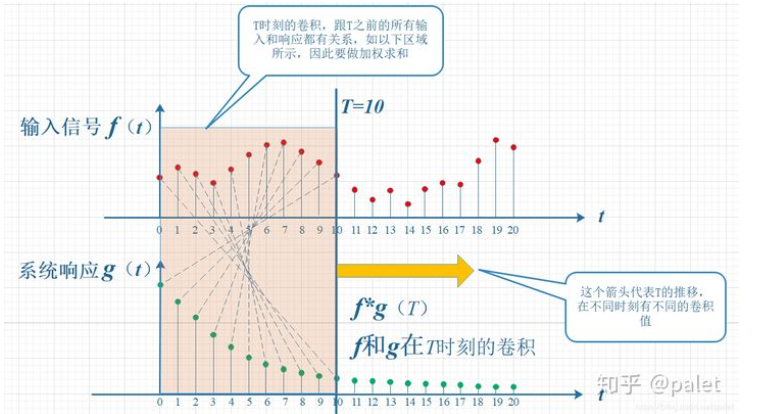 T时刻的卷积，跟T之前的所有输
入和响应都有关系，如以下区域
所示，因此要做加权求和
T=10
输入信号 f（t）
0 1 2 3 4 5 6 7 8 9 10 11 12 13 14 15 16 17 18 19 20
t
系统响应 g（t）
这个箭头代表T的推移，
在不同时刻有不同的卷积
值
f*g（T）
f和g在T时刻的卷积
知乎 @palet
0 1 2 3 4 5 6 7 8 9 10 11 12 13 14 15 16 17 18 19 20
t